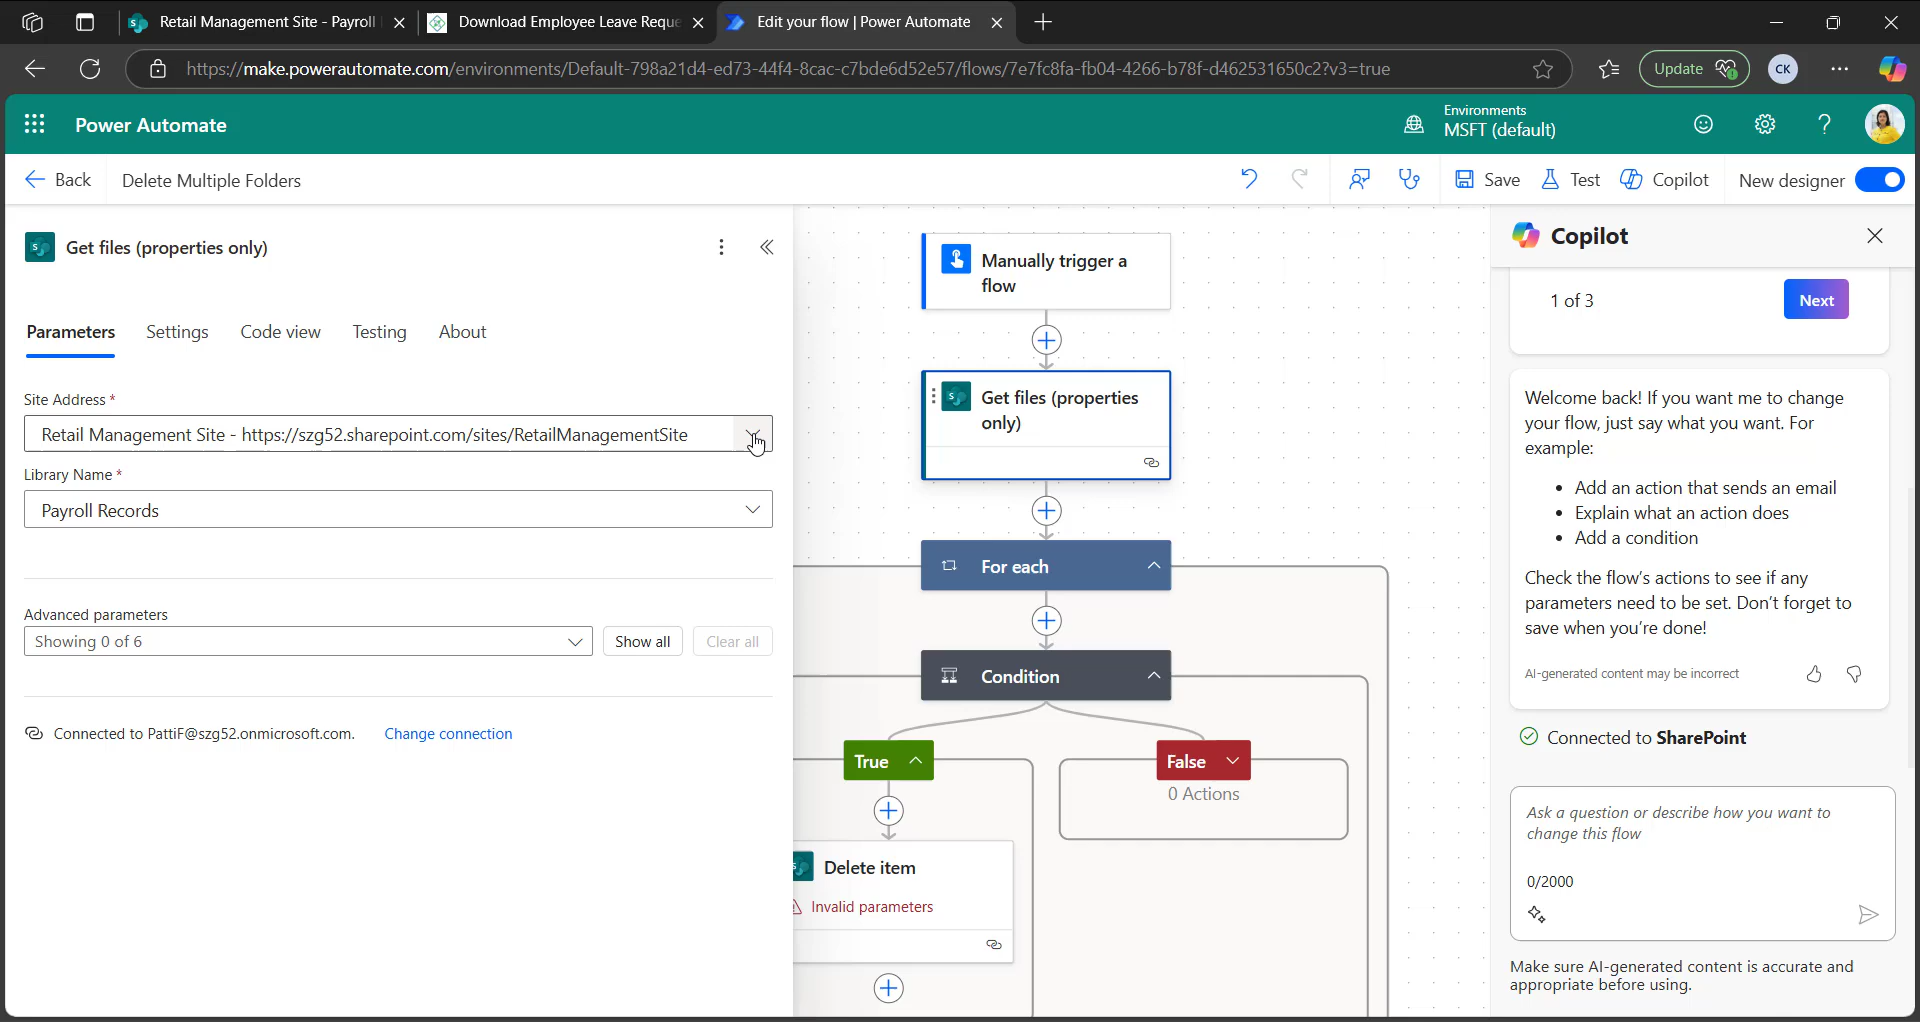 Retail Management Site - Payroll
Download Employee Leave Reque
Edit your flow | Power Automate
https://make.powerautomate.com/environments/Default-798a21d4-ed73-44f4-8cac-c7bde6d52e57/flows/7e7fc8fa-fb04-4266-b78f-d462531650c2?v3=true
Update
CK
Power Automate
Environments
MSFT (default)
Back
Delete Multiple Folders
Save
Test
Copilot
New designer
Get files (properties only)
Parameters
Settings
Code view
Testing
About
Site Address *
Retail Management Site - https://szg52.sharepoint.com/sites/RetailManagementSite
Library Name *
Payroll Records
Advanced parameters
Showing 0 of 6
Show all
Clear all
Connected to PattiF@szg52.onmicrosoft.com.
Change connection
Manually trigger a
flow
Get files (properties
only)
For each
Condition
True
False
0 Actions
Delete item
Invalid parameters
Copilot
1 of 3
Next
Welcome back! If you want me to change
your flow, just say what you want. For
example:
• Add an action that sends an email
• Explain what an action does
• Add a condition
Check the flow's actions to see if any
parameters need to be set. Don't forget to
save when you're done!
AI-generated content may be incorrect
Connected to SharePoint
Ask a question or describe how you want to
change this flow
0/2000
Make sure AI-generated content is accurate and
appropriate before using.